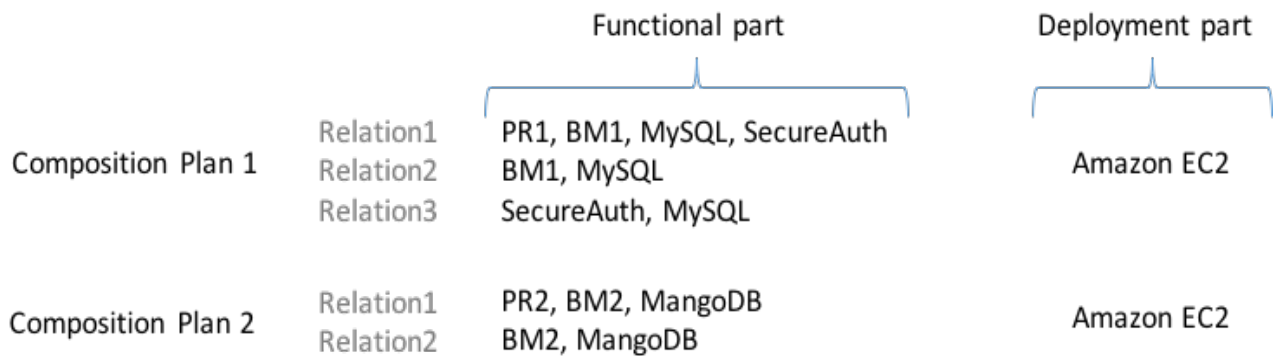 Functional part Deployment part
Relation1 PR1, BM1, MySQL, SecureAuth
Composition Plan 1 Relation2 BM1, MySQL Amazon EC2
Relation3 SecureAuth, MySQL
Relation1 PR2, BM2, MangoDB
Composition Plan 2 Amazon EC2
Relation2 BM2, MangoDB